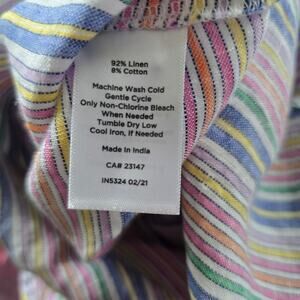 92% Linen
8% Cotton
Machine Wash Cold
Gentle Cycle
Only Non-Chlorine Bleach
When Needed
Tumble Dry Low
Cool Iron, if Needed
Made in India
CA# 23147
IN5324 02/21